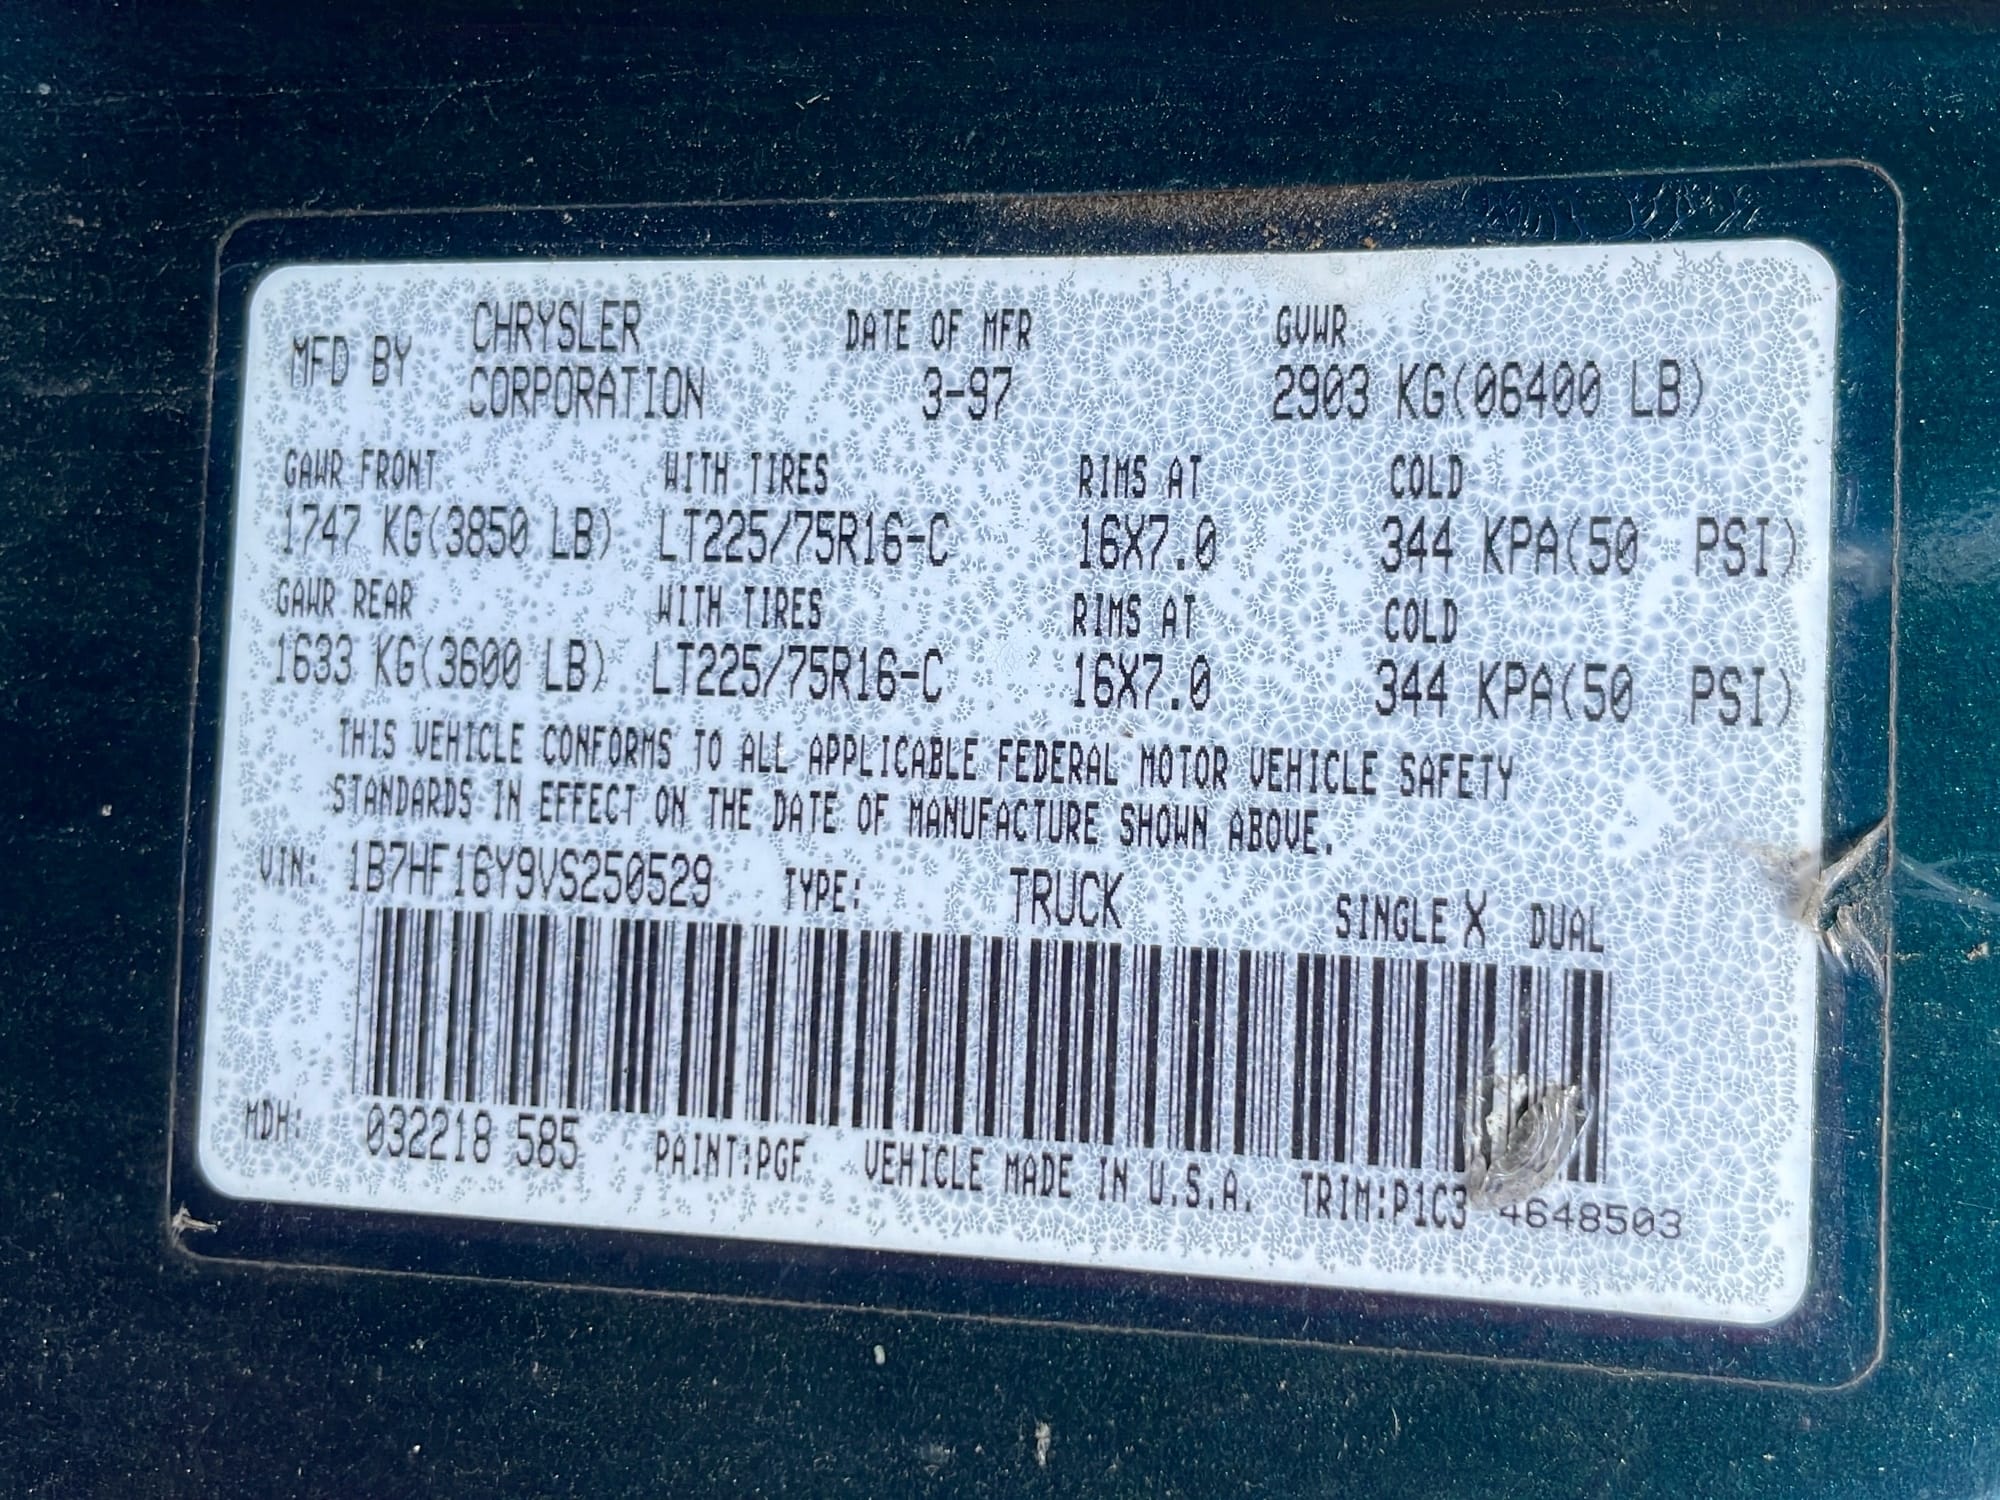 MFD BY CHRYSLER CORPORATION DATE OF MFR 3-97 GVWR 2903 KG(06400 LB)
GAWR FRONT WITH TIRES RIMS AT COLD
1747 KG(3850 LB) LT225/75R16-C 16X7.0 344 KPA(50 PSI)
GAWR REAR WITH TIRES RIMS AT COLD
1633 KG(3600 LB) LT225/75R16-C 16X7.0 344 KPA(50 PSI)
THIS VEHICLE CONFORMS TO ALL APPLICABLE FEDERAL MOTOR VEHICLE SAFETY
STANDARDS IN EFFECT ON THE DATE OF MANUFACTURE SHOWN ABOVE.
VIN: 1B7HF16Y9VS250529 TYPE: TRUCK SINGLE X DUAL
MDH: 032218 585 PAINT:PGF VEHICLE MADE IN U.S.A. TRIM:P1C3 4648503